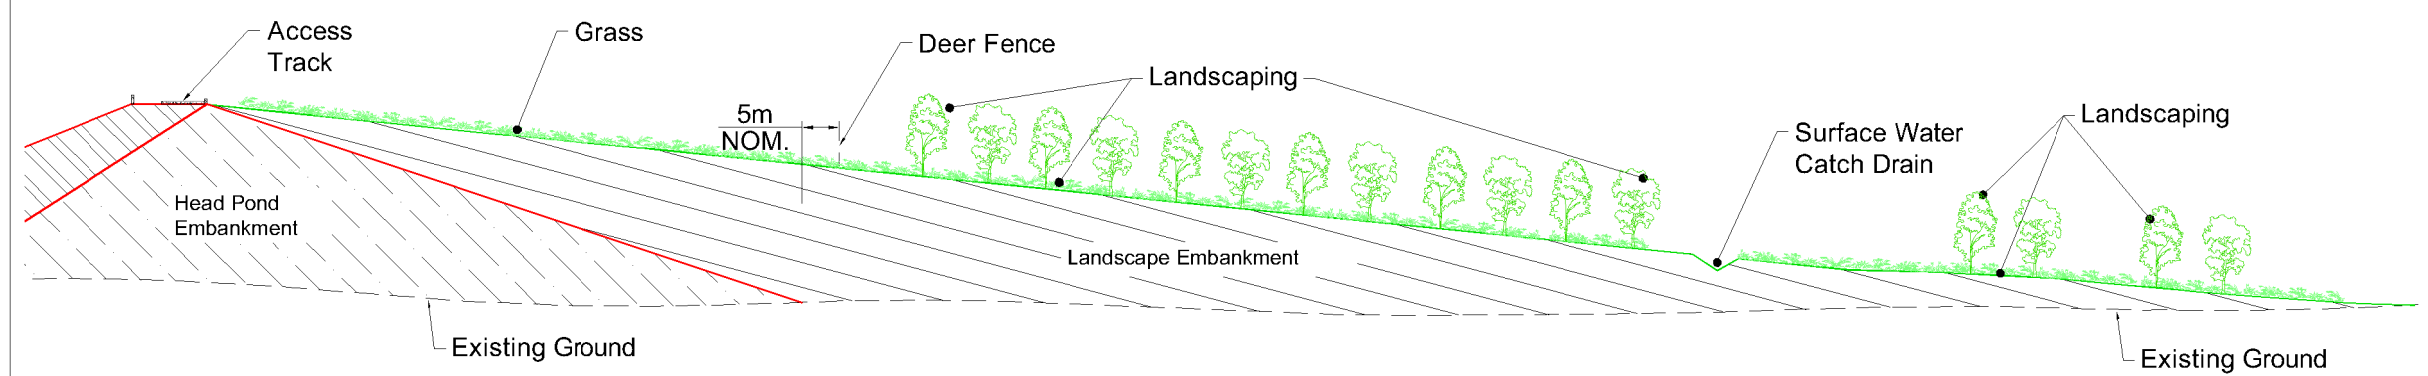 Access
Track
Grass
Deer Fence
Landscaping
5m
NOM.
Landscaping
Surface Water
Catch Drain
Head Pond
Embankment
Landscape Embankment
Existing Ground
Existing Ground